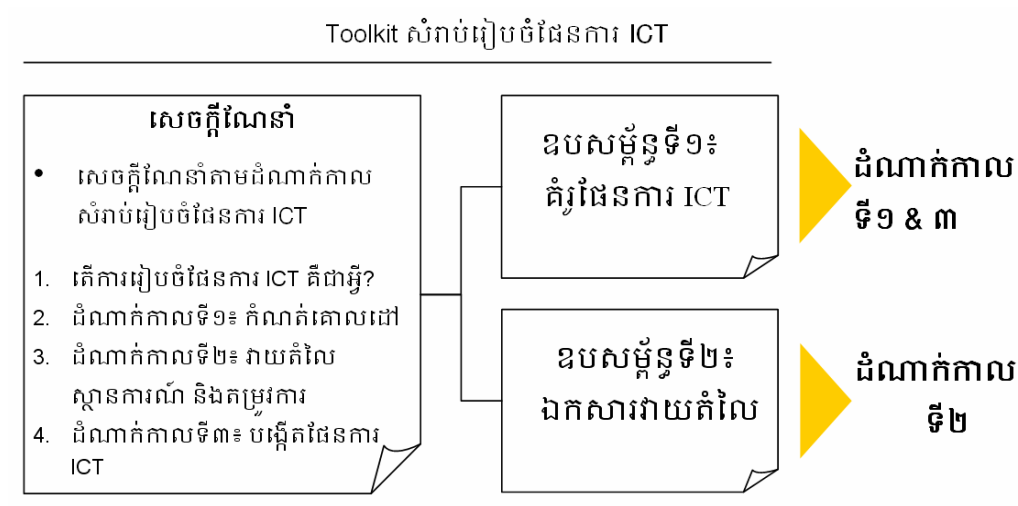 Toolkit សំរាប់រៀបចំផែនការ ICT
សេចក្តីណែនាំ
• សេចក្តីណែនាំតាមដំណាក់កាល
សំរាប់រៀបចំផែនការ ICT
1. តើការរៀបចំផែនការ ICT គឺជាអ្វី?
2. ដំណាក់កាលទី១៖ កំណត់គោលដៅ
3. ដំណាក់កាលទី២៖ វាយតំលៃ
ស្ថានការណ៍ និងតម្រូវការ
4. ដំណាក់កាលទី៣៖ បង្កើតផែនការ
ICT
ឧបសម្ព័ន្ធទី១៖
គំរូផែនការ ICT
ដំណាក់កាល
ទី១ & ៣
ឧបសម្ព័ន្ធទី២៖
ឯកសារវាយតំលៃ
ដំណាក់កាល
ទី២